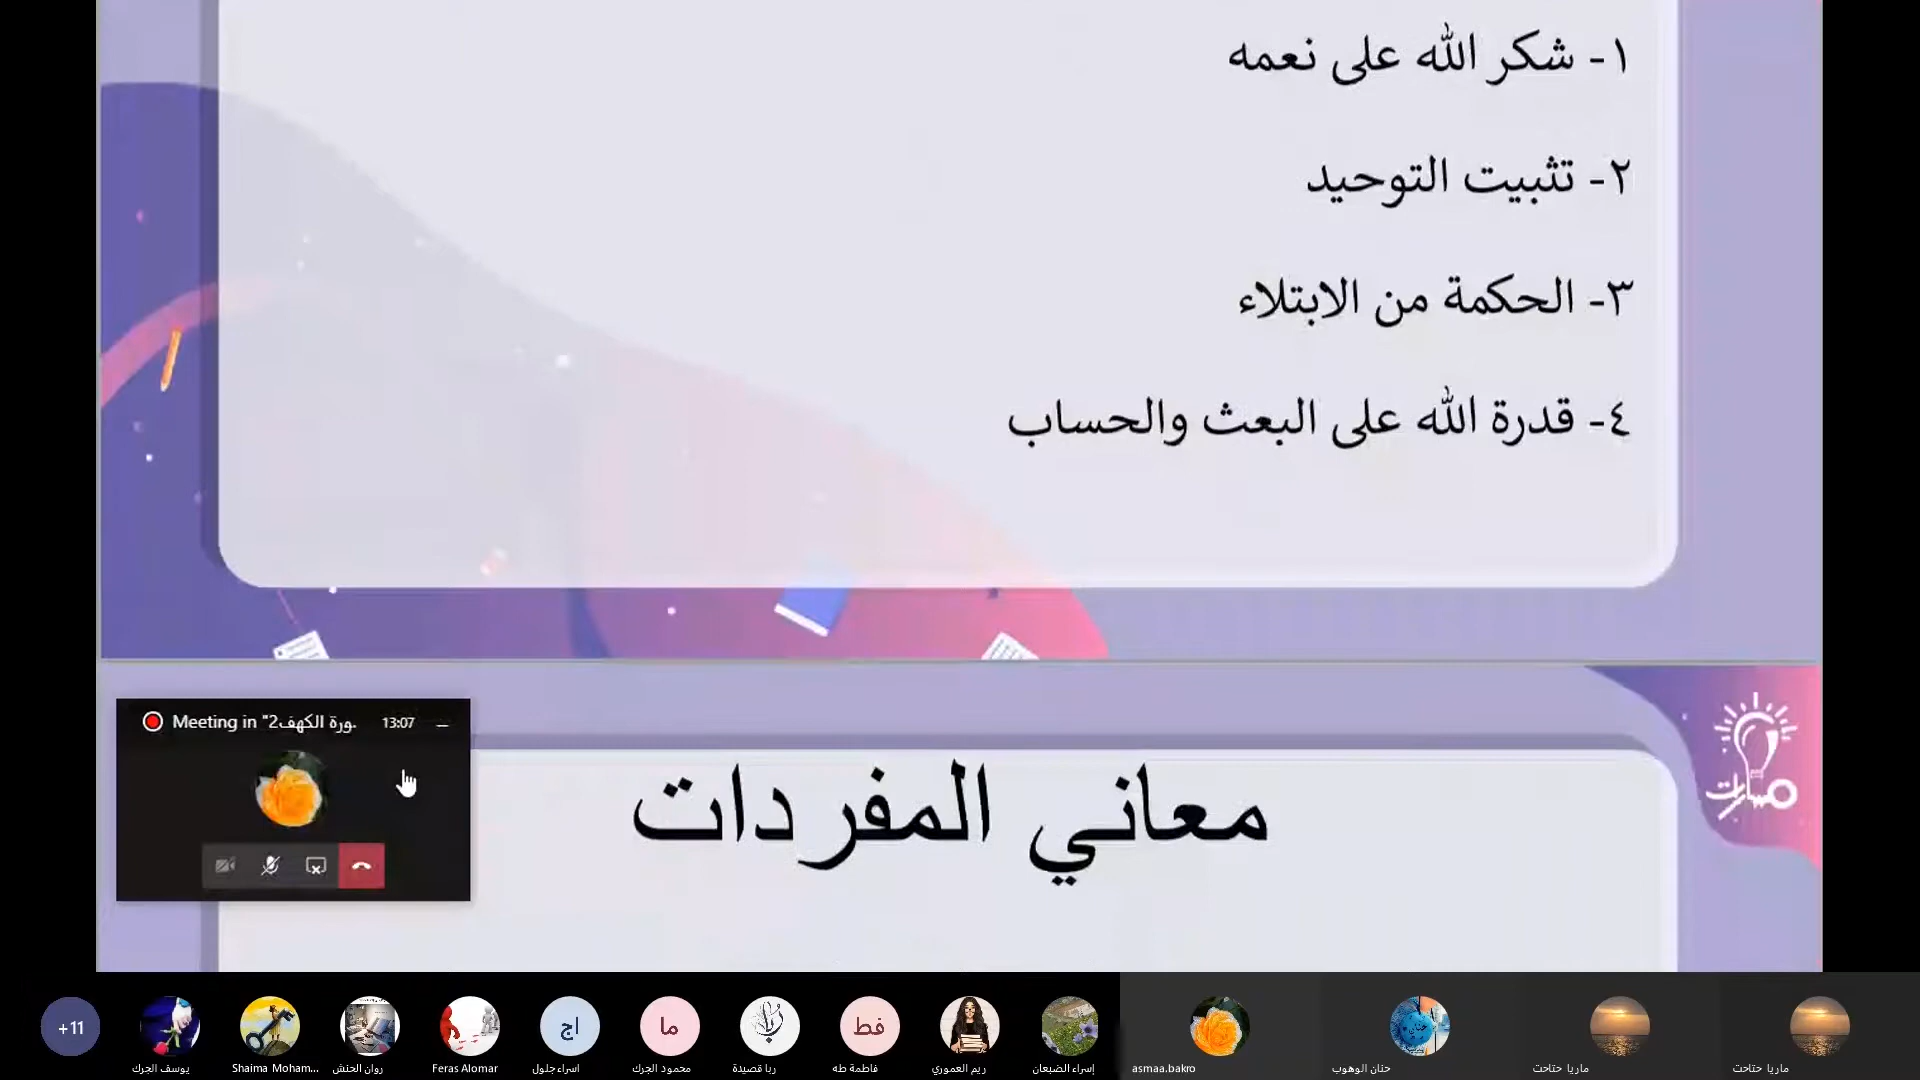 ١- شكر الله على نعمه
٢- تثبيت التوحيد
٣- الحكمة من الابتلاء
٤- قدرة الله على البعث والحساب
مسارات
Meeting in "2ورة الكهف. 13:07
معاني المفردات
+11
اج
ما
فط
يوسف الجرك
Shaima Moham...
روان الحنش
Feras Alomar
اسراء جلول
محمود الجرك
ربا قصيدة
فاطمة طه
ريم العموري
إسراء الضبعان
asmaa.bakro
حنان الوهوب
ماريا حتاحت
ماريا حتاحت